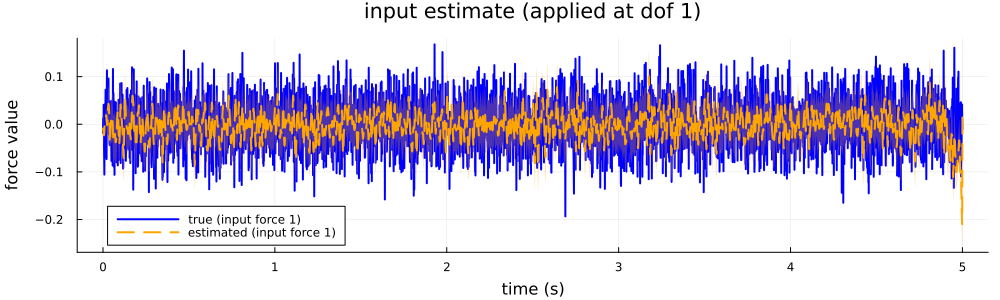 input estimate (applied at dof 1)
force value
0.1
0.0
−0.1
−0.2
true (input force 1)
estimated (input force 1)
0 1 2 3 4 5
time (s)